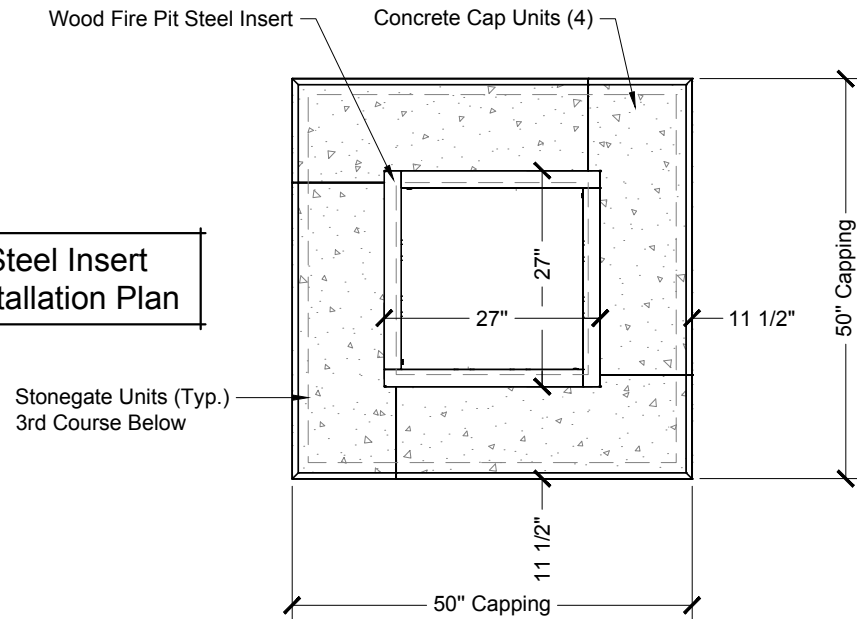 Wood Fire Pit Steel Insert
Concrete Cap Units (4)
Steel Insert
Plan
27"
27"
11 1/2"
50" Capping
Stonegate Units (Typ.)
3rd Course Below
11 1/2"
50" Capping